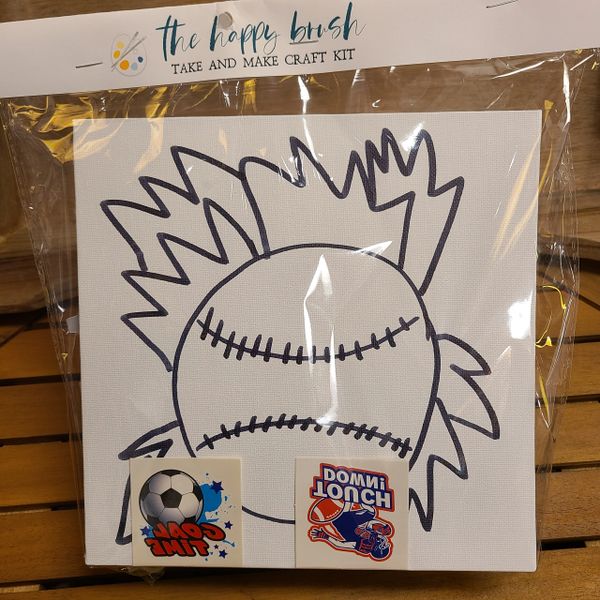 the happy brush
TAKE AND MAKE CRAFT KIT
GOAL
TIME
TOUCH
DOWN!